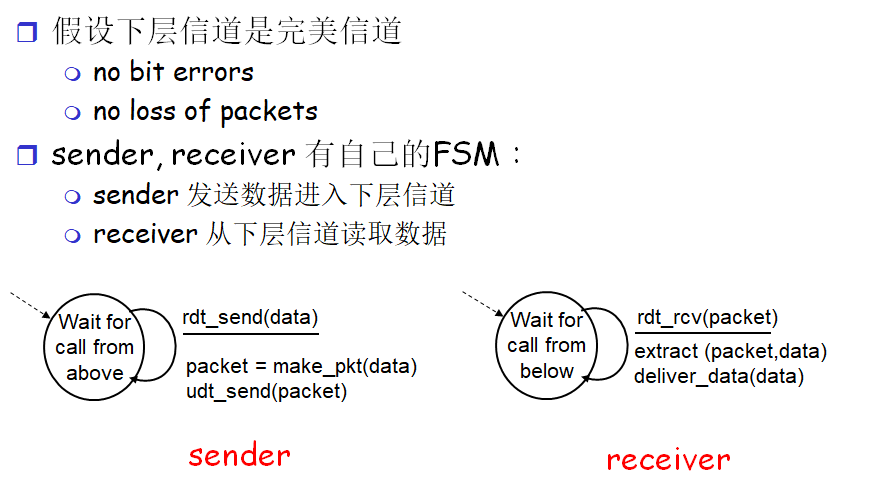 假设下层信道是完美信道
no bit errors
no loss of packets
sender, receiver 有自己的FSM：
sender 发送数据进入下层信道
receiver 从下层信道读取数据
Wait for
call from
above
rdt_send(data)
packet = make_pkt(data)
udt_send(packet)
sender
Wait for
call from
below
rdt_rcv(packet)
extract (packet,data)
deliver_data(data)
receiver